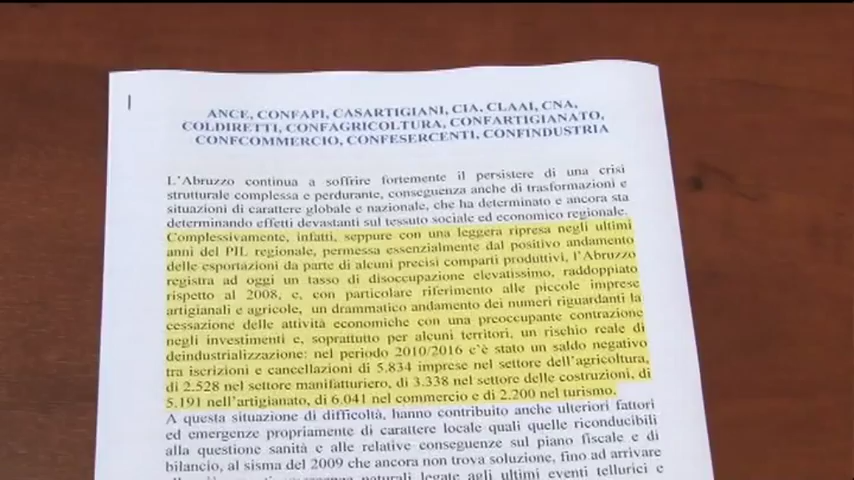 ANCE, CONFAPI, CASARTIGIANI, CIA, CLAAI, CNA,
COLDIRETTI, CONFAGRICOLTURA, CONFARTIGIANATO,
CONFCOMMERCIO, CONFESERCENTI, CONFINDUSTRIA
L'Abruzzo continua a soffrire fortemente il persistere di una crisi
strutturale complessa e perdurante, conseguenza anche di trasformazioni e
situazioni di carattere globale e nazionale, che ha determinato e ancora sta
determinando effetti devastanti sul tessuto sociale ed economico regionale.
Complessivamente, infatti, seppure con una leggera ripresa negli ultimi
anni del PIL regionale, permessa essenzialmente dal positivo andamento
delle esportazioni da parte di alcuni precisi comparti produttivi, l'Abruzzo
registra ad oggi un tasso di disoccupazione elevatissimo, raddoppiato
rispetto al 2008, e, con particolare riferimento alle piccole imprese
artigianali e agricole, un drammatico andamento dei numeri riguardanti la
cessazione delle attività economiche con una preoccupante contrazione
negli investimenti e, soprattutto per alcuni territori, un rischio reale di
deindustrializzazione: nel periodo 2010/2016 c'è stato un saldo negativo
tra iscrizioni e cancellazioni di 5.834 imprese nel settore dell'agricoltura,
di 2.528 nel settore manifatturiero, di 3.338 nel settore delle costruzioni, di
5.191 nell'artigianato, di 6.041 nel commercio e di 2.200 nel turismo.
A questa situazione di difficoltà, hanno contribuito anche ulteriori fattori
ed emergenze propriamente di carattere locale quali quelle riconducibili
alla questione sanità e alle relative conseguenze sul piano fiscale e di
bilancio, al sisma del 2009 che ancora non trova soluzione, fino ad arrivare
naturali legate agli ultimi eventi tellurici e